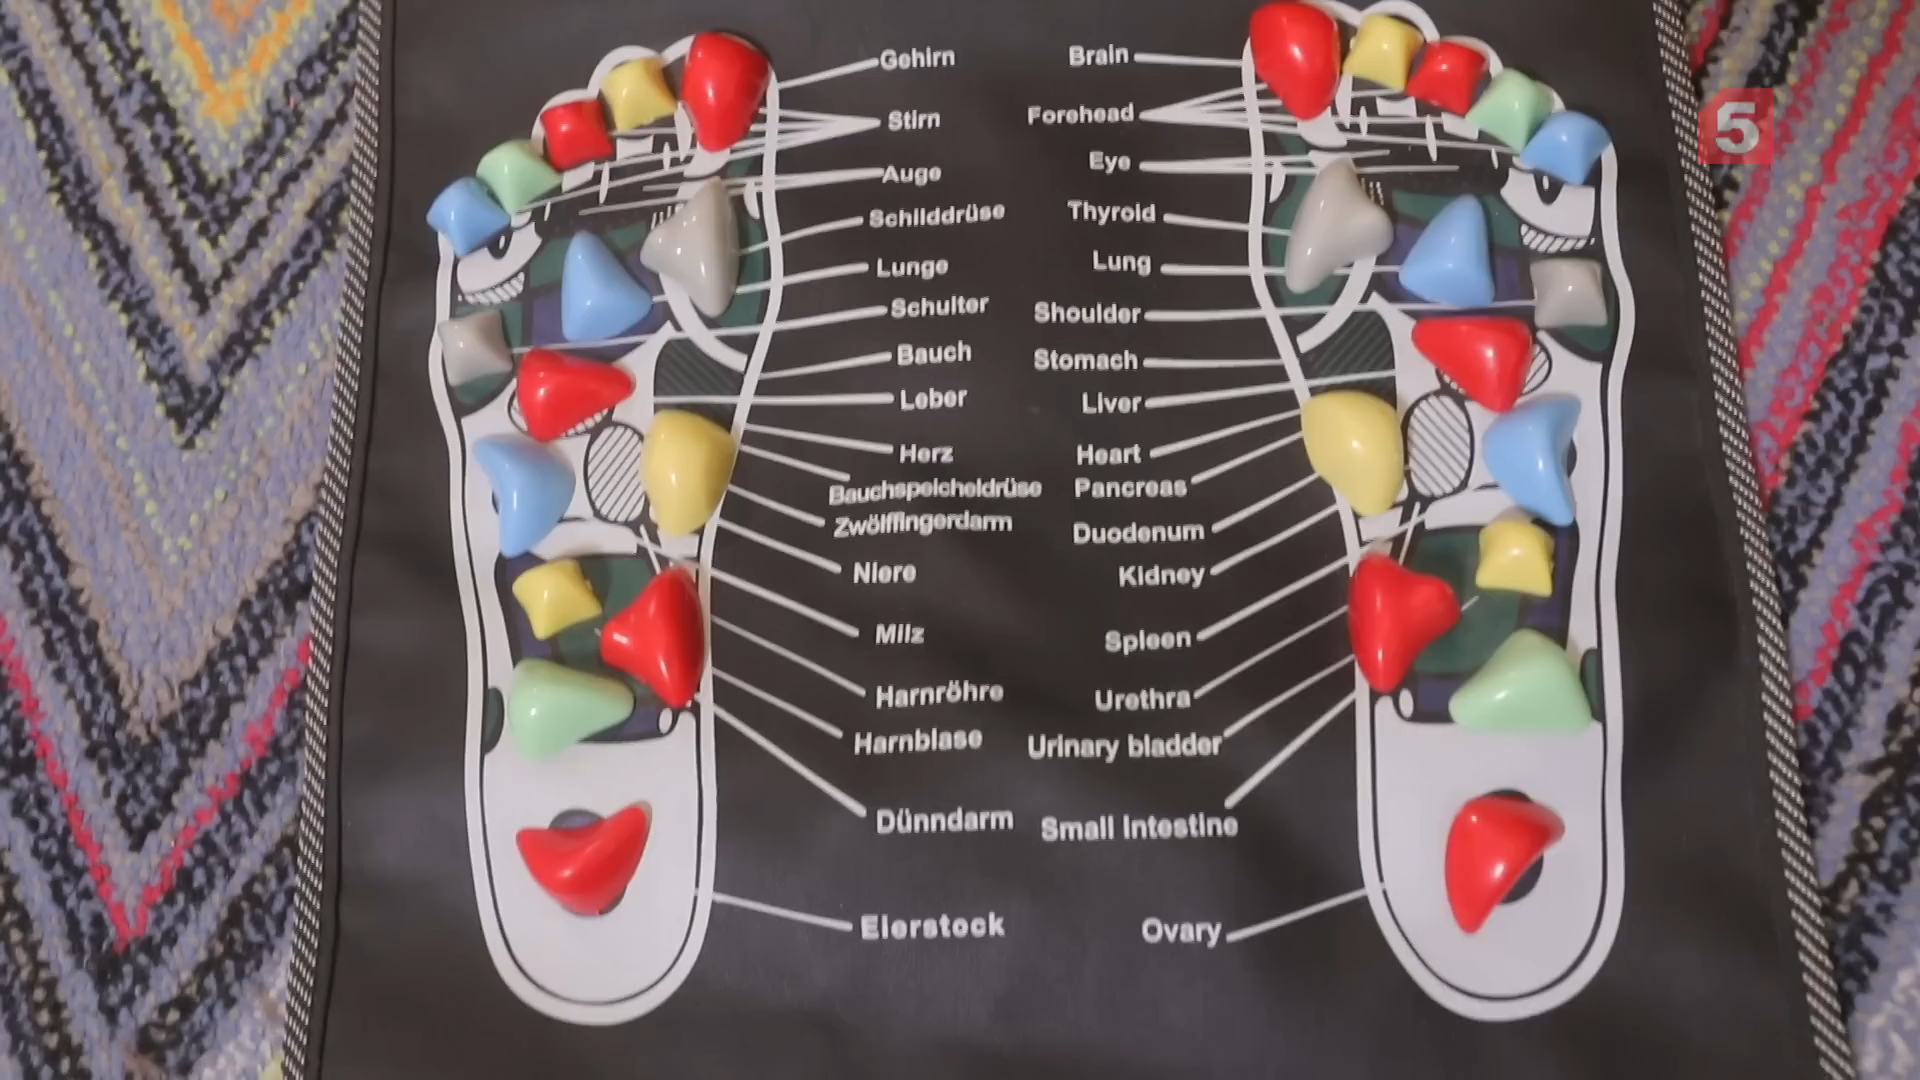 Gehirn
Stirn
Auge
Schilddrüse
Lunge
Schulter
Bauch
Leber
Herz
Bauchspeicheldrüse
Zwölffingerdarm
Niere
Milz
Harnröhre
Harnblase
Dünndarm
Eierstock
Brain
Forehead
Eye
Thyroid
Lung
Shoulder
Stomach
Liver
Heart
Pancreas
Duodenum
Kidney
Spleen
Urethra
Urinary bladder
Small intestine
Ovary
5